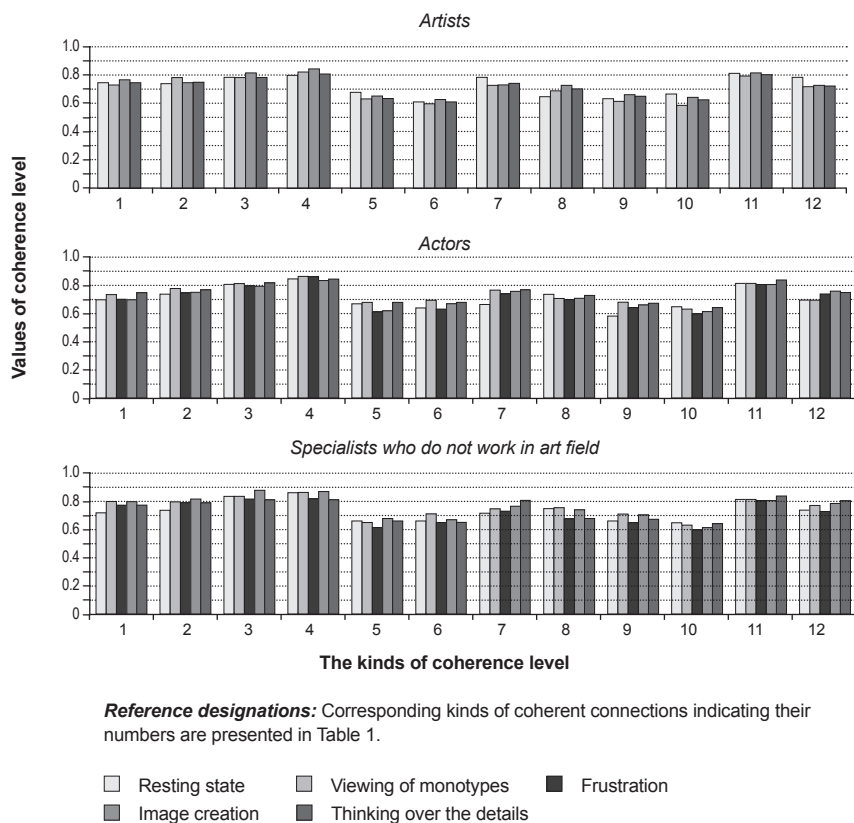 Artists
1.0
0.8
0.6
0.4
0.2
0
1 2 3 4 5 6 7 8 9 10 11 12
Values of coherence level
Actors
1.0
0.8
0.6
0.4
0.2
0
1 2 3 4 5 6 7 8 9 10 11 12
Specialists who do not work in art field
1.0
0.8
0.6
0.4
0.2
0
1 2 3 4 5 6 7 8 9 10 11 12
The kinds of coherence level
Reference designations: Corresponding kinds of coherent connections indicating their
numbers are presented in Table 1.
Resting state Viewing of monotypes Frustration
Image creation Thinking over the details